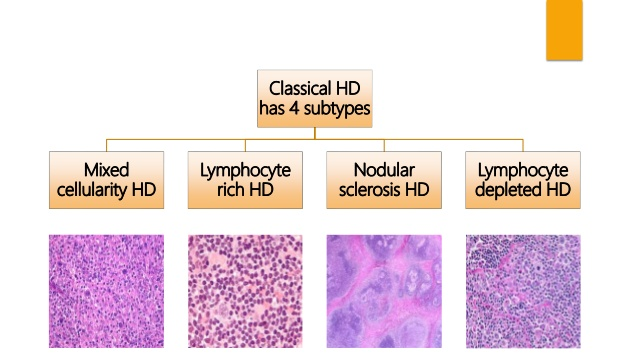 Classical HD
has 4 subtypes
Mixed
cellularity HD
Lymphocyte
rich HD
Nodular
sclerosis HD
Lymphocyte
depleted HD